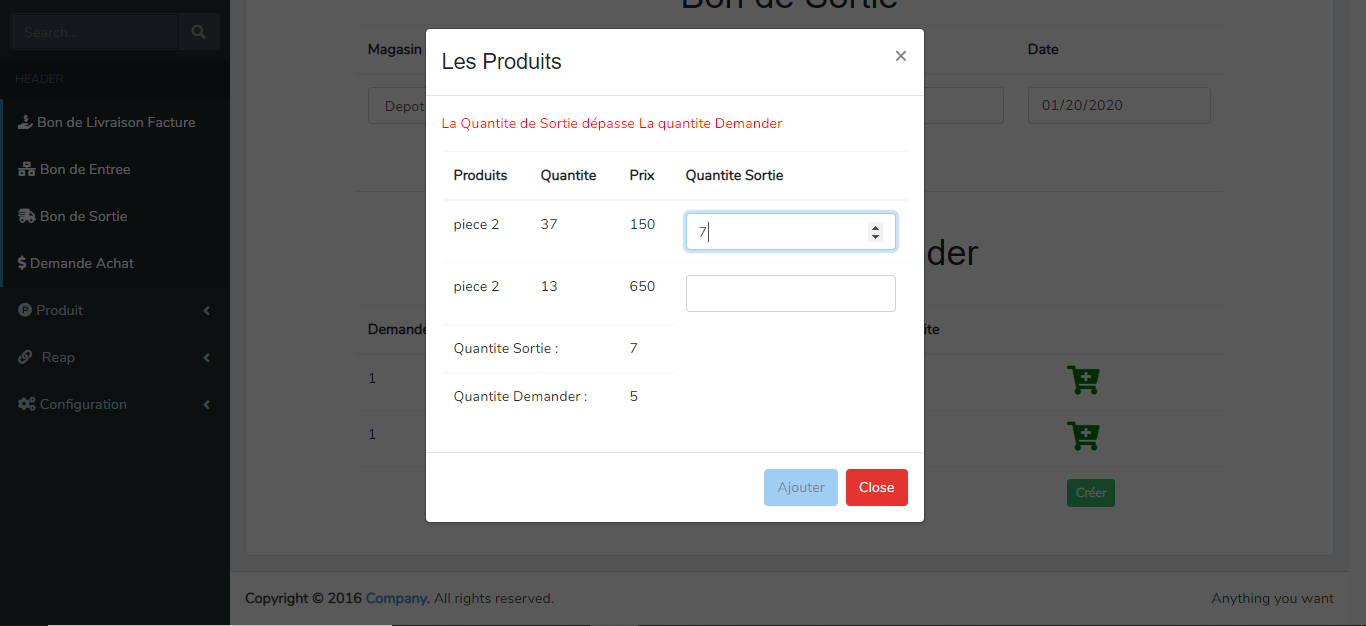 Search...
HEADER
Bon de Livraison Facture
Bon de Entree
Bon de Sortie
Demande Achat
Produit
Reap
Configuration
Bon de Sortie
Magasin
Date
Depot
01/20/2020
der
Demande
ite
1
1
Créer
Les Produits
×
La Quantite de Sortie dépasse La quantite Demander
Produits Quantite Prix Quantite Sortie
piece 2 37 150 7
piece 2 13 650
Quantite Sortie : 7
Quantite Demander : 5
Ajouter Close
Copyright © 2016 Company. All rights reserved. Anything you want